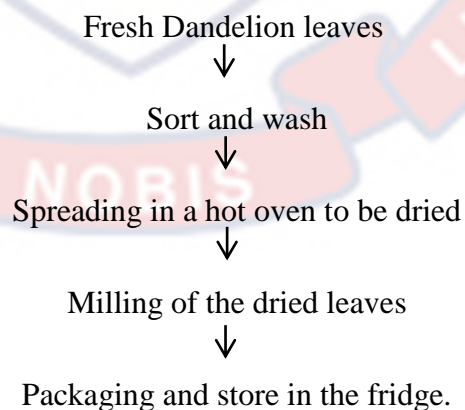 Fresh Dandelion leaves
Sort and wash
NOBIS
Spreading in a hot oven to be dried
Milling of the dried leaves
Packaging and store in the fridge.